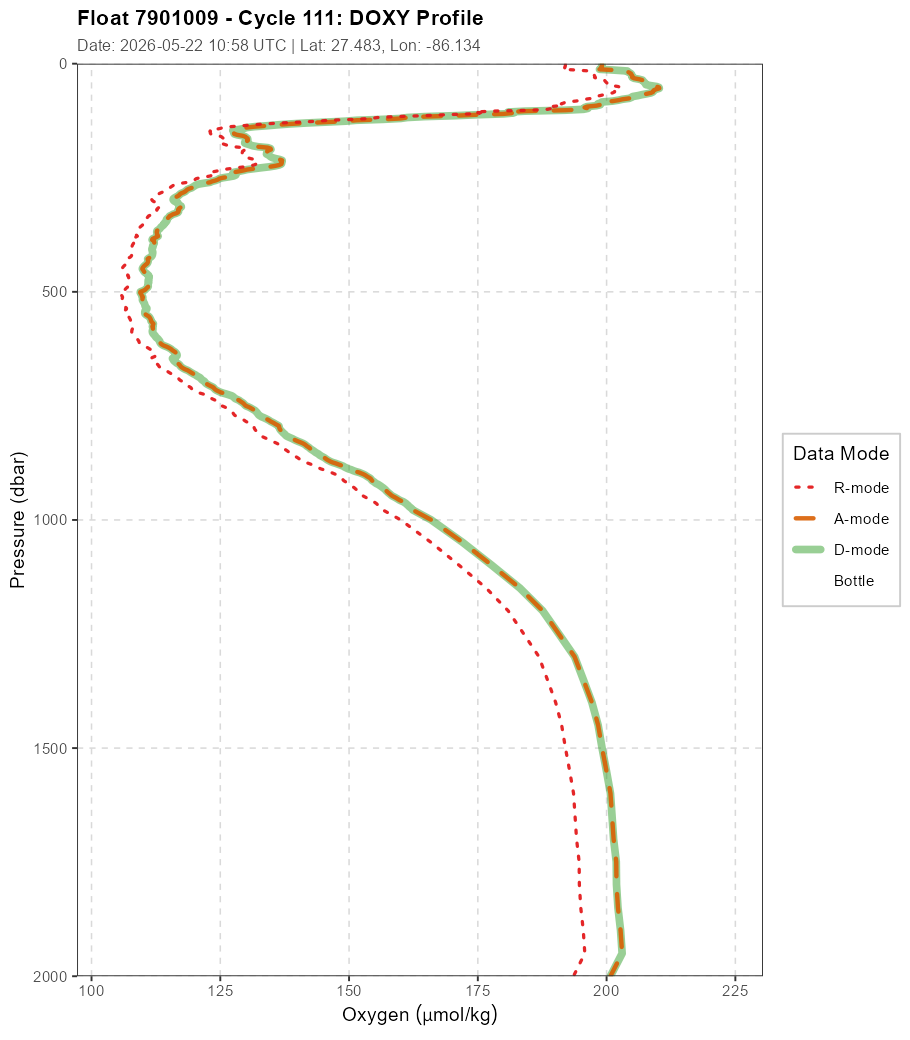 Float 7901009 - Cycle 111: DOXY Profile
Date: 2026-05-22 10:58 UTC | Lat: 27.483, Lon: -86.134
0
500
1000
1500
2000
Pressure (dbar)
100 125 150 175 200 225
Oxygen (μmol/kg)
Data Mode
R-mode
A-mode
D-mode
Bottle